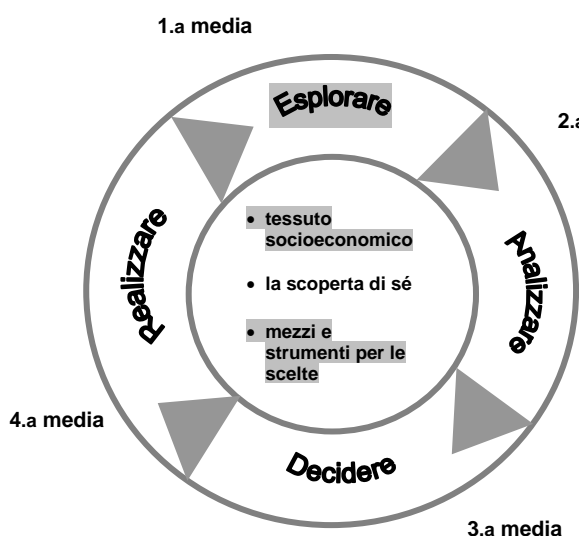 1.a media
Esplorare
2.a
Realizzare
• tessuto
socioeconomico
• la scoperta di sé
• mezzi e
strumenti per le
scelte
Analizzare
4.a media
Decidere
3.a media